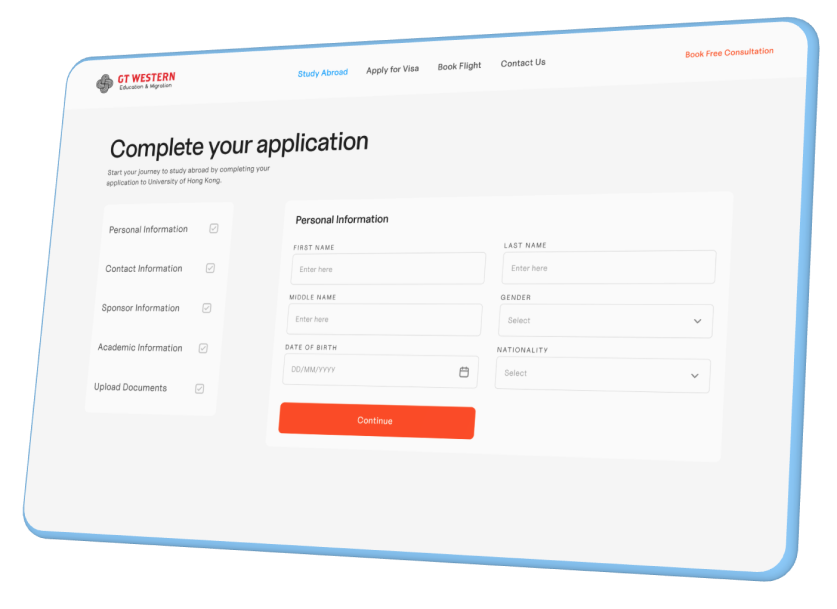 GT WESTERN
Education & Migration
Study Abroad
Apply for Visa
Book Flight
Contact Us
Book Free Consultation
Complete your application
Start your journey to study abroad by completing your
application to University of Hong Kong.
Personal Information
Contact Information
Sponsor Information
Academic Information
Upload Documents
Personal Information
FIRST NAME
Enter here
LAST NAME
Enter here
MIDDLE NAME
Enter here
GENDER
Select
DATE OF BIRTH
DD/MM/YYYY
NATIONALITY
Select
Continue